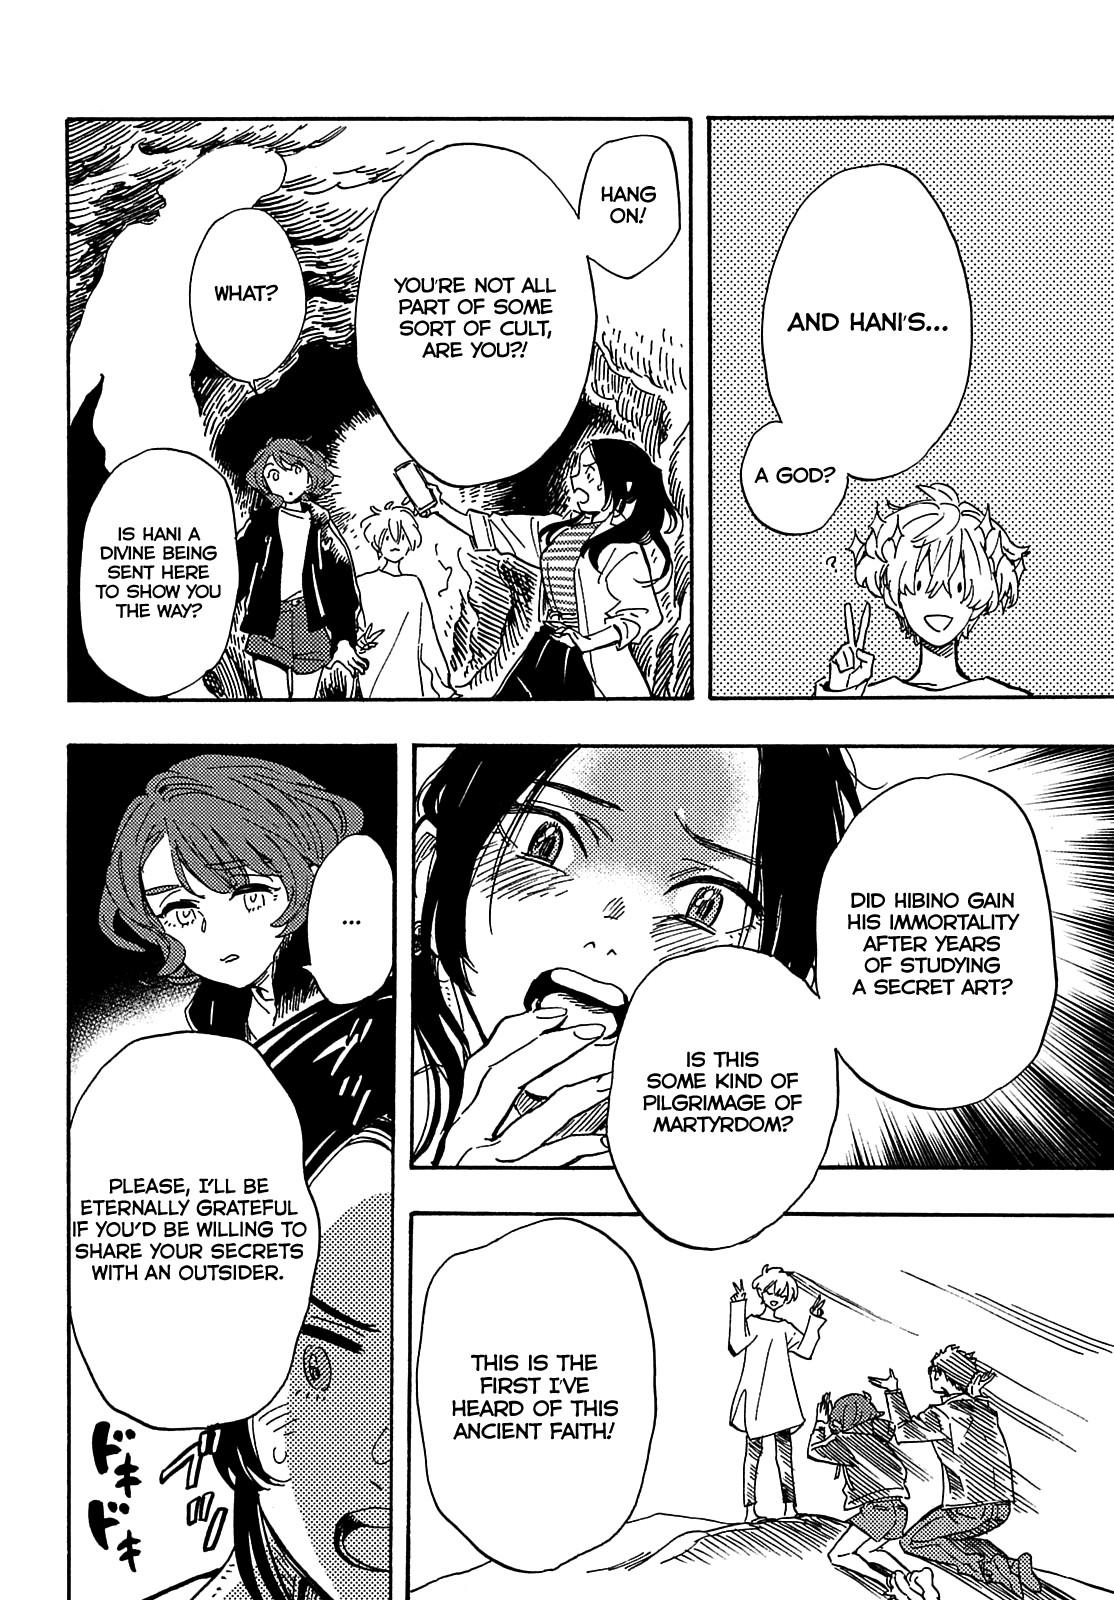 AND HANI'S...
A GOD?
?
HANG
ON!
YOU'RE NOT ALL
PART OF SOME
SORT OF CULT,
ARE YOU?!
WHAT?
IS HANI A
DIVINE BEING
SENT HERE
TO SHOW YOU
THE WAY?
DID HIBINO GAIN
HIS IMMORTALITY
AFTER YEARS
OF STUDYING
A SECRET ART?
IS THIS
SOME KIND OF
PILGRIMAGE OF
MARTYRDOM?
...
PLEASE, I'LL BE
ETERNALLY GRATEFUL
IF YOU'D BE WILLING TO
SHARE YOUR SECRETS
WITH AN OUTSIDER.
ドキ
ドキ
THIS IS THE
FIRST I'VE
HEARD OF THIS
ANCIENT FAITH!